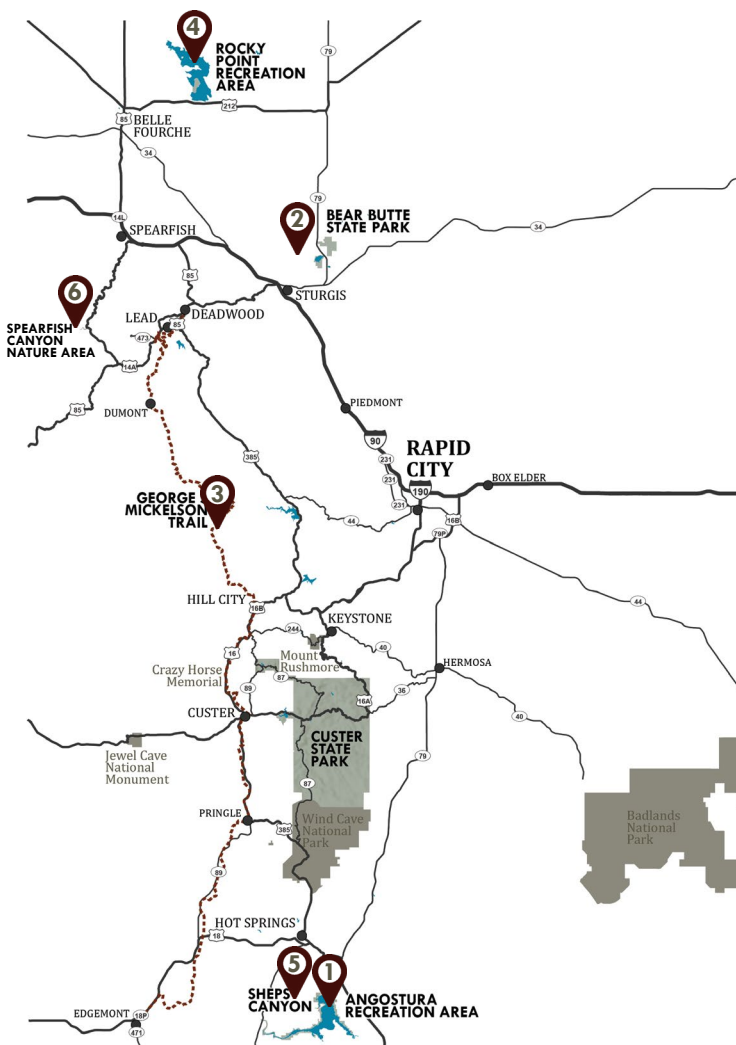 4
ROCKY
POINT
RECREATION
AREA
79
212
85
BELLE
FOURCHE
34
79
2
BEAR BUTTE
STATE PARK
14L
34
SPEARFISH
85
6
STURGIS
LEAD
DEADWOOD
85
SPEARFISH
CANYON
NATURE AREA
473
14A
85
DUMONT
PIEDMONT
90
385
231
RAPID
CITY
231
190
BOX ELDER
231
3
GEORGE S
MICKELSON
TRAIL
44
16B
79P
HILL CITY
16B
44
KEYSTONE
244
40
16
Mount
Rushmore
HERMOSA
Crazy Horse
Memorial
87
89
36
16A
CUSTER
40
CUSTER
STATE
PARK
Jewel Cave
National
Monument
79
87
PRINGLE
385
Wind Cave
National
Park
Badlands
National
Park
89
HOT SPRINGS
18
5
1
SHEPS
CANYON
ANGOSTURA
RECREATION AREA
EDGEMONT
18P
471